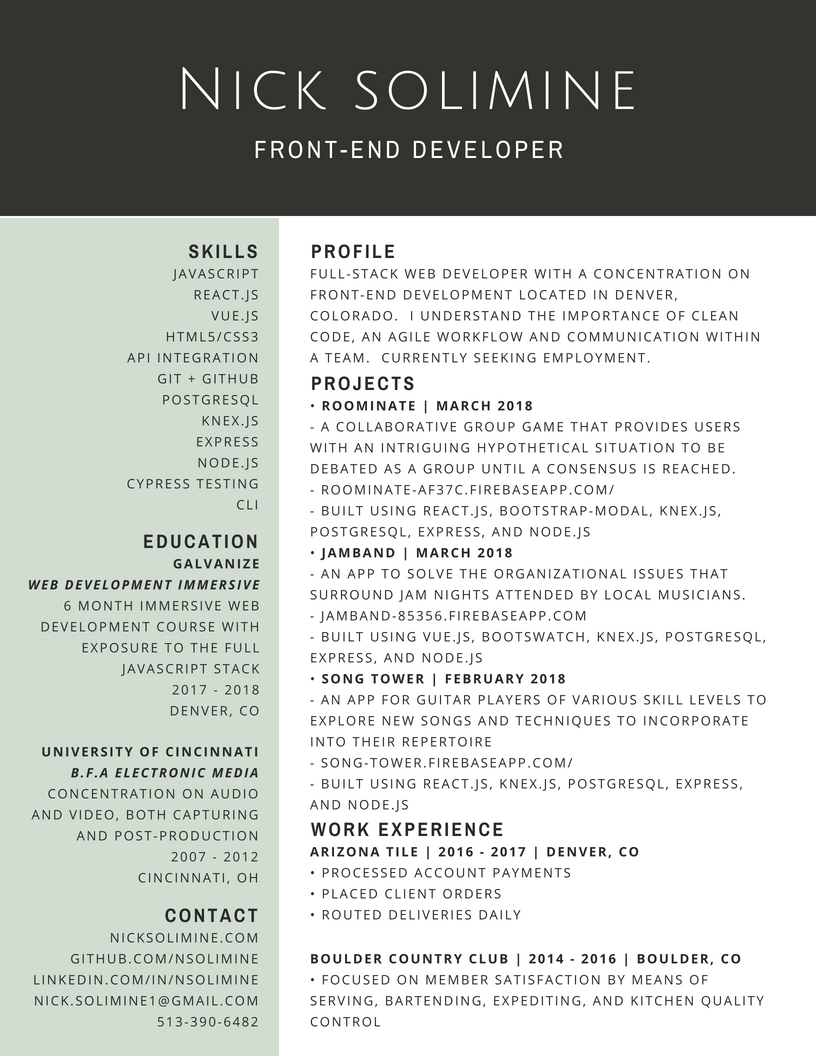 NICK SOLIMINE
FRONT-END DEVELOPER
SKILLS
JAVASCRIPT
REACT.JS
VUE.JS
HTML5/CSS3
API INTEGRATION
GIT + GITHUB
POSTGRESQL
KNEX.JS
EXPRESS
NODE.JS
CYPRESS TESTING
CLI
EDUCATION
GALVANIZE
WEB DEVELOPMENT IMMERSIVE
6 MONTH IMMERSIVE WEB
DEVELOPMENT COURSE WITH
EXPOSURE TO THE FULL
JAVASCRIPT STACK
2017 - 2018
DENVER, CO
UNIVERSITY OF CINCINNATI
B.F.A ELECTRONIC MEDIA
CONCENTRATION ON AUDIO
AND VIDEO, BOTH CAPTURING
AND POST-PRODUCTION
2007 - 2012
CINCINNATI, OH
CONTACT
NICKSOLIMINE.COM
GITHUB.COM/NSOLIMINE
LINKEDIN.COM/IN/NSOLIMINE
NICK.SOLIMINE1@GMAIL.COM
513-390-6482
PROFILE
FULL-STACK WEB DEVELOPER WITH A CONCENTRATION ON
FRONT-END DEVELOPMENT LOCATED IN DENVER,
COLORADO.  I UNDERSTAND THE IMPORTANCE OF CLEAN
CODE, AN AGILE WORKFLOW AND COMMUNICATION WITHIN
A TEAM.  CURRENTLY SEEKING EMPLOYMENT.
PROJECTS
• ROOMINATE | MARCH 2018
- A COLLABORATIVE GROUP GAME THAT PROVIDES USERS
WITH AN INTRIGUING HYPOTHETICAL SITUATION TO BE
DEBATED AS A GROUP UNTIL A CONSENSUS IS REACHED.
- ROOMINATE-AF37C.FIREBASEAPP.COM/
- BUILT USING REACT.JS, BOOTSTRAP-MODAL, KNEX.JS,
POSTGRESQL, EXPRESS, AND NODE.JS
• JAMBAND | MARCH 2018
- AN APP TO SOLVE THE ORGANIZATIONAL ISSUES THAT
SURROUND JAM NIGHTS ATTENDED BY LOCAL MUSICIANS.
- JAMBAND-85356.FIREBASEAPP.COM
- BUILT USING VUE.JS, BOOTSWATCH, KNEX.JS, POSTGRESQL,
EXPRESS, AND NODE.JS
• SONG TOWER | FEBRUARY 2018
- AN APP FOR GUITAR PLAYERS OF VARIOUS SKILL LEVELS TO
EXPLORE NEW SONGS AND TECHNIQUES TO INCORPORATE
INTO THEIR REPERTOIRE
- SONG-TOWER.FIREBASEAPP.COM/
- BUILT USING REACT.JS, KNEX.JS, POSTGRESQL, EXPRESS,
AND NODE.JS
WORK EXPERIENCE
ARIZONA TILE | 2016 - 2017 | DENVER, CO
• PROCESSED ACCOUNT PAYMENTS
• PLACED CLIENT ORDERS
• ROUTED DELIVERIES DAILY
BOULDER COUNTRY CLUB | 2014 - 2016 | BOULDER, CO
• FOCUSED ON MEMBER SATISFACTION BY MEANS OF
SERVING, BARTENDING, EXPEDITING, AND KITCHEN QUALITY
CONTROL